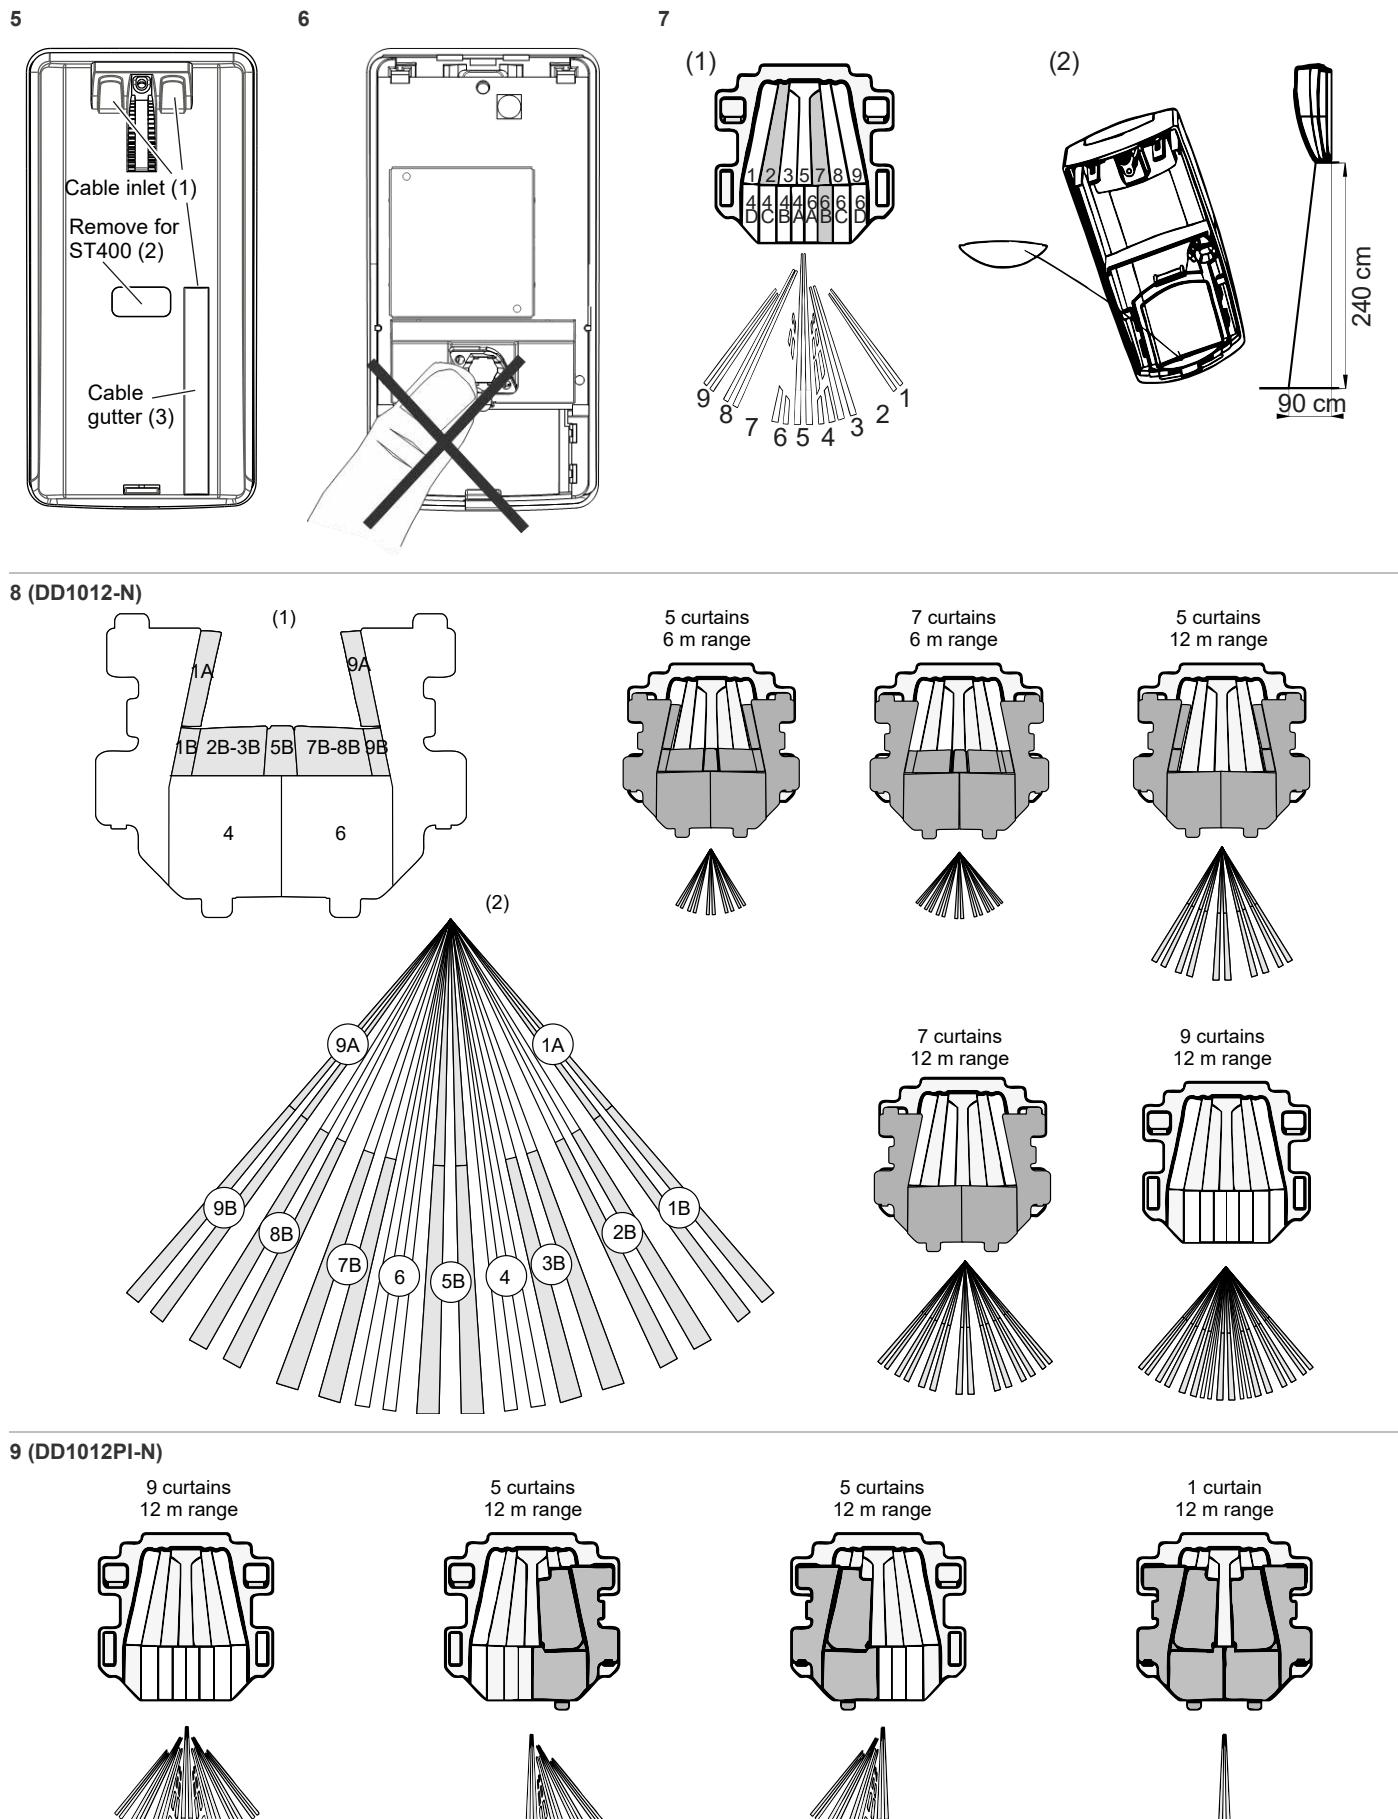 5
6
7
Cable inlet (1)
Remove for
ST400 (2)
Cable
gutter (3)
(1)
1 2 3 5 7 8 9
4 4 4 4 6 6 6 6
D C B A A B C D
9
8
7
6
5
4
3
2
1
(2)
240 cm
90 cm
8 (DD1012-N)
(1)
1A
9A
1B 2B-3B 5B 7B-8B 9B
4
6
(2)
9A
1A
9B
8B
7B
6
5B
4
3B
2B
1B
5 curtains
6 m range
7 curtains
6 m range
5 curtains
12 m range
7 curtains
12 m range
9 curtains
12 m range
9 (DD1012PI-N)
9 curtains
12 m range
5 curtains
12 m range
5 curtains
12 m range
1 curtain
12 m range